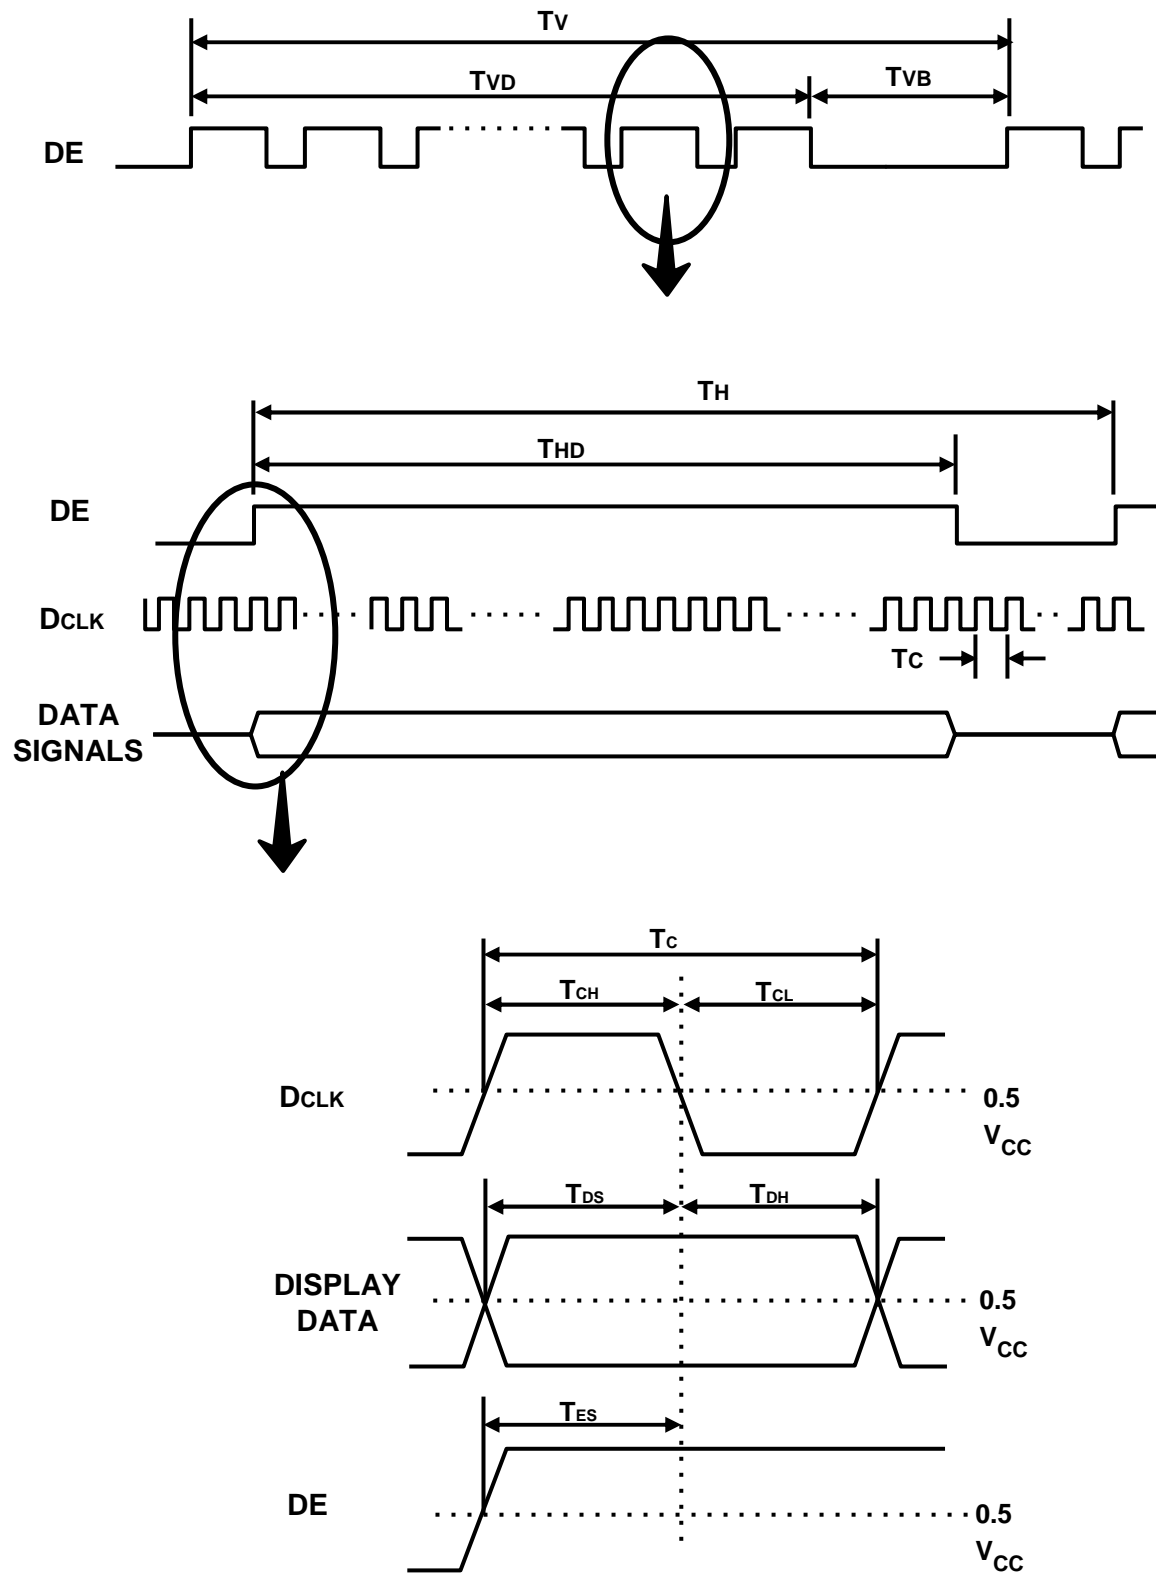 TV
TVD
TVB
DE
TH
THD
DE
DCLK
TC
DATA
SIGNALS
TC
TCH
TCL
DCLK
0.5
VCC
TDS
TDH
DISPLAY
DATA
0.5
VCC
TES
DE
0.5
VCC